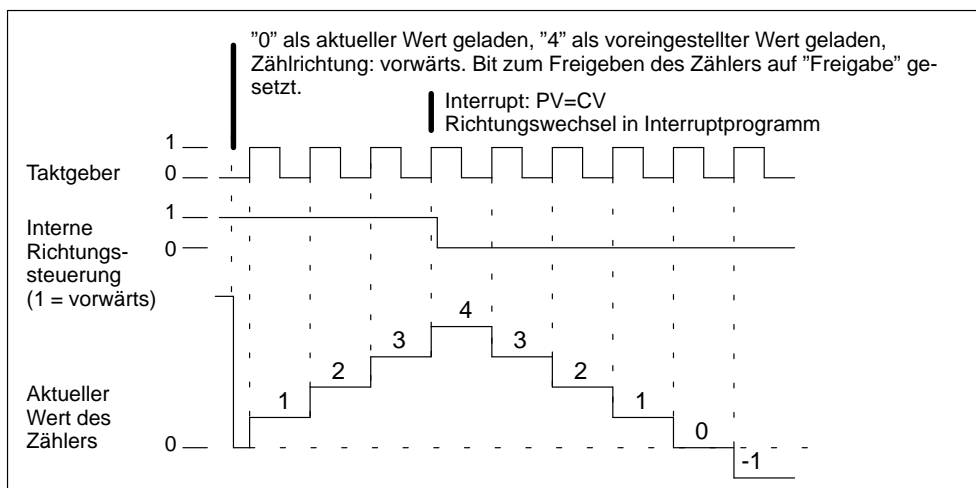 ”0” als aktueller Wert geladen, ”4” als voreingestellter Wert geladen,
Zählrichtung: vorwärts. Bit zum Freigeben des Zählers auf ”Freigabe” ge-
setzt.
Interrupt: PV=CV
Richtungswechsel in Interruptprogramm
1
Taktgeber 0
1
Interne
Richtungs-
steuerung
(1 = vorwärts)
0
4
3 3
2 2
1 1
Aktueller
Wert des
Zählers
0
0
-1